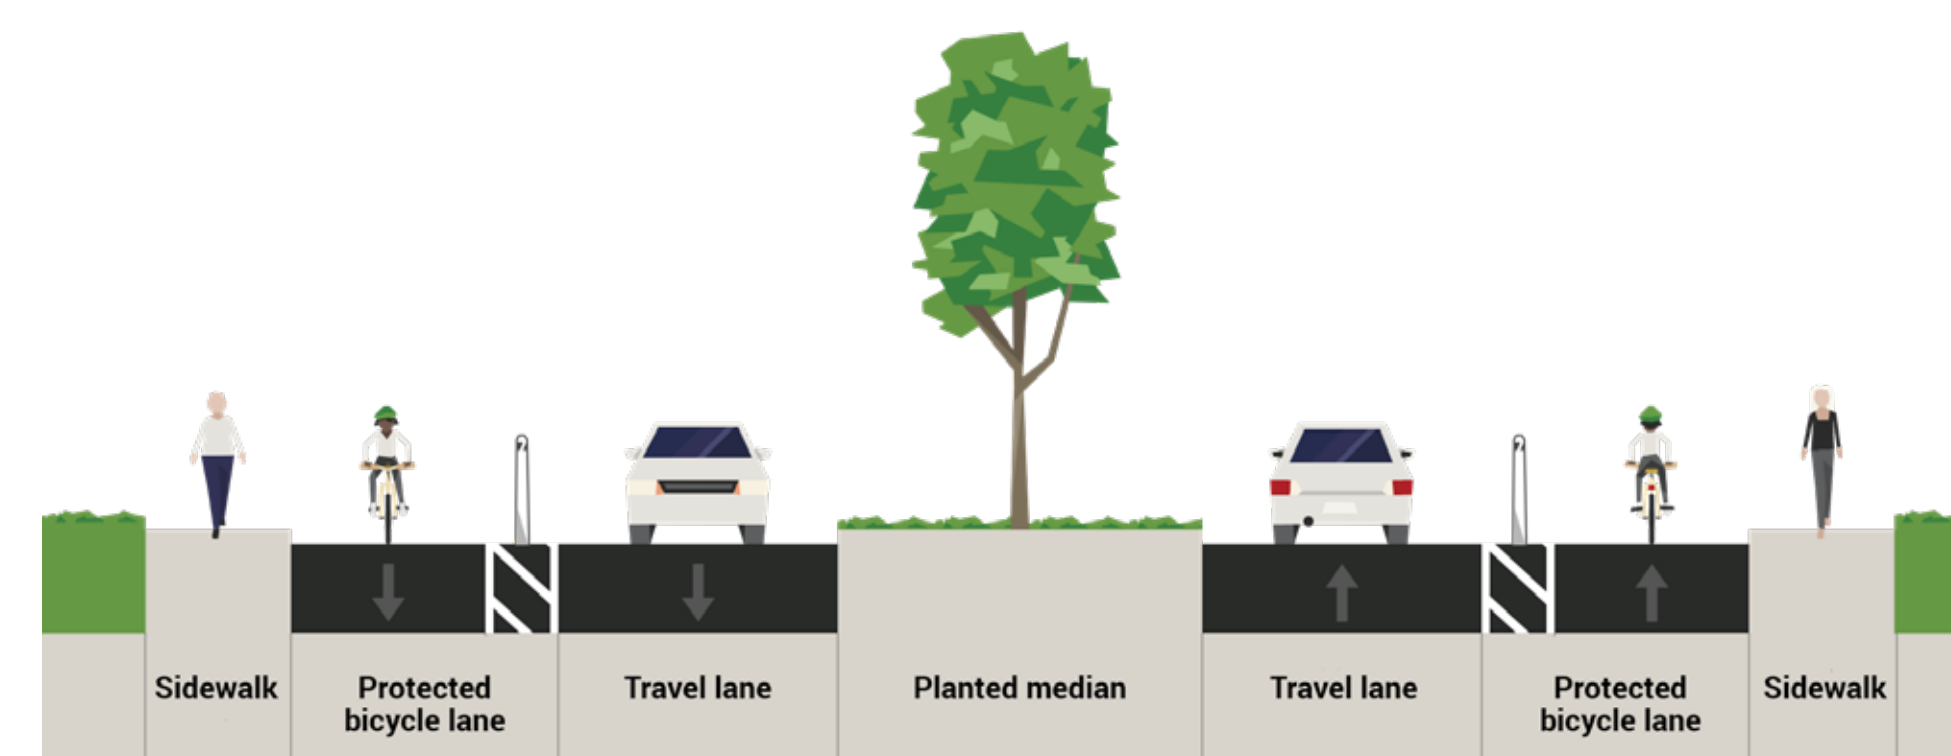 Sidewalk
Protected
bicycle lane
Travel lane
Planted median
Travel lane
Protected
bicycle lane
Sidewalk